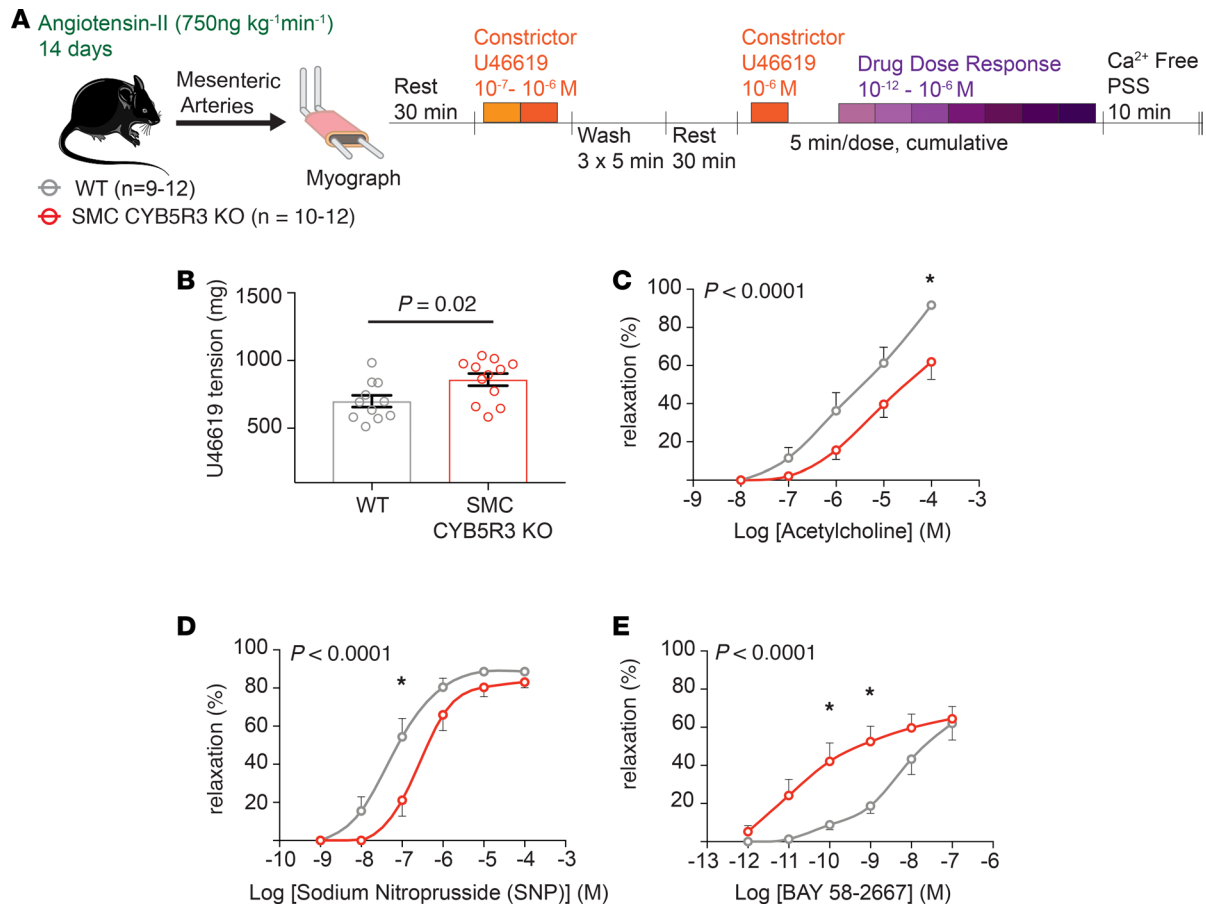 A
Angiotensin-II (750ng kg⁻¹min⁻¹)
14 days
Mesenteric
Arteries
Myograph
WT (n=9-12)
SMC CYB5R3 KO (n = 10-12)
Rest
30 min
Constrictor
U46619
10⁻⁷- 10⁻⁶ M
Wash
3 x 5 min
Rest
30 min
Constrictor
U46619
10⁻⁶ M
Drug Dose Response
10⁻¹² - 10⁻⁶ M
5 min/dose, cumulative
Ca²⁺ Free
PSS
10 min
B
U46619 tension (mg)
1500
1000
500
P = 0.02
WT
SMC
CYB5R3 KO
C
relaxation (%)
100
80
60
40
20
P < 0.0001
*
-9 -8 -7 -6 -5 -4 -3
Log [Acetylcholine] (M)
D
relaxation (%)
100
80
60
40
20
P < 0.0001
*
-10 -9 -8 -7 -6 -5 -4 -3
Log [Sodium Nitroprusside (SNP)] (M)
E
relaxation (%)
100
80
60
40
20
P < 0.0001
* *
-13 -12 -11 -10 -9 -8 -7 -6
Log [BAY 58-2667] (M)